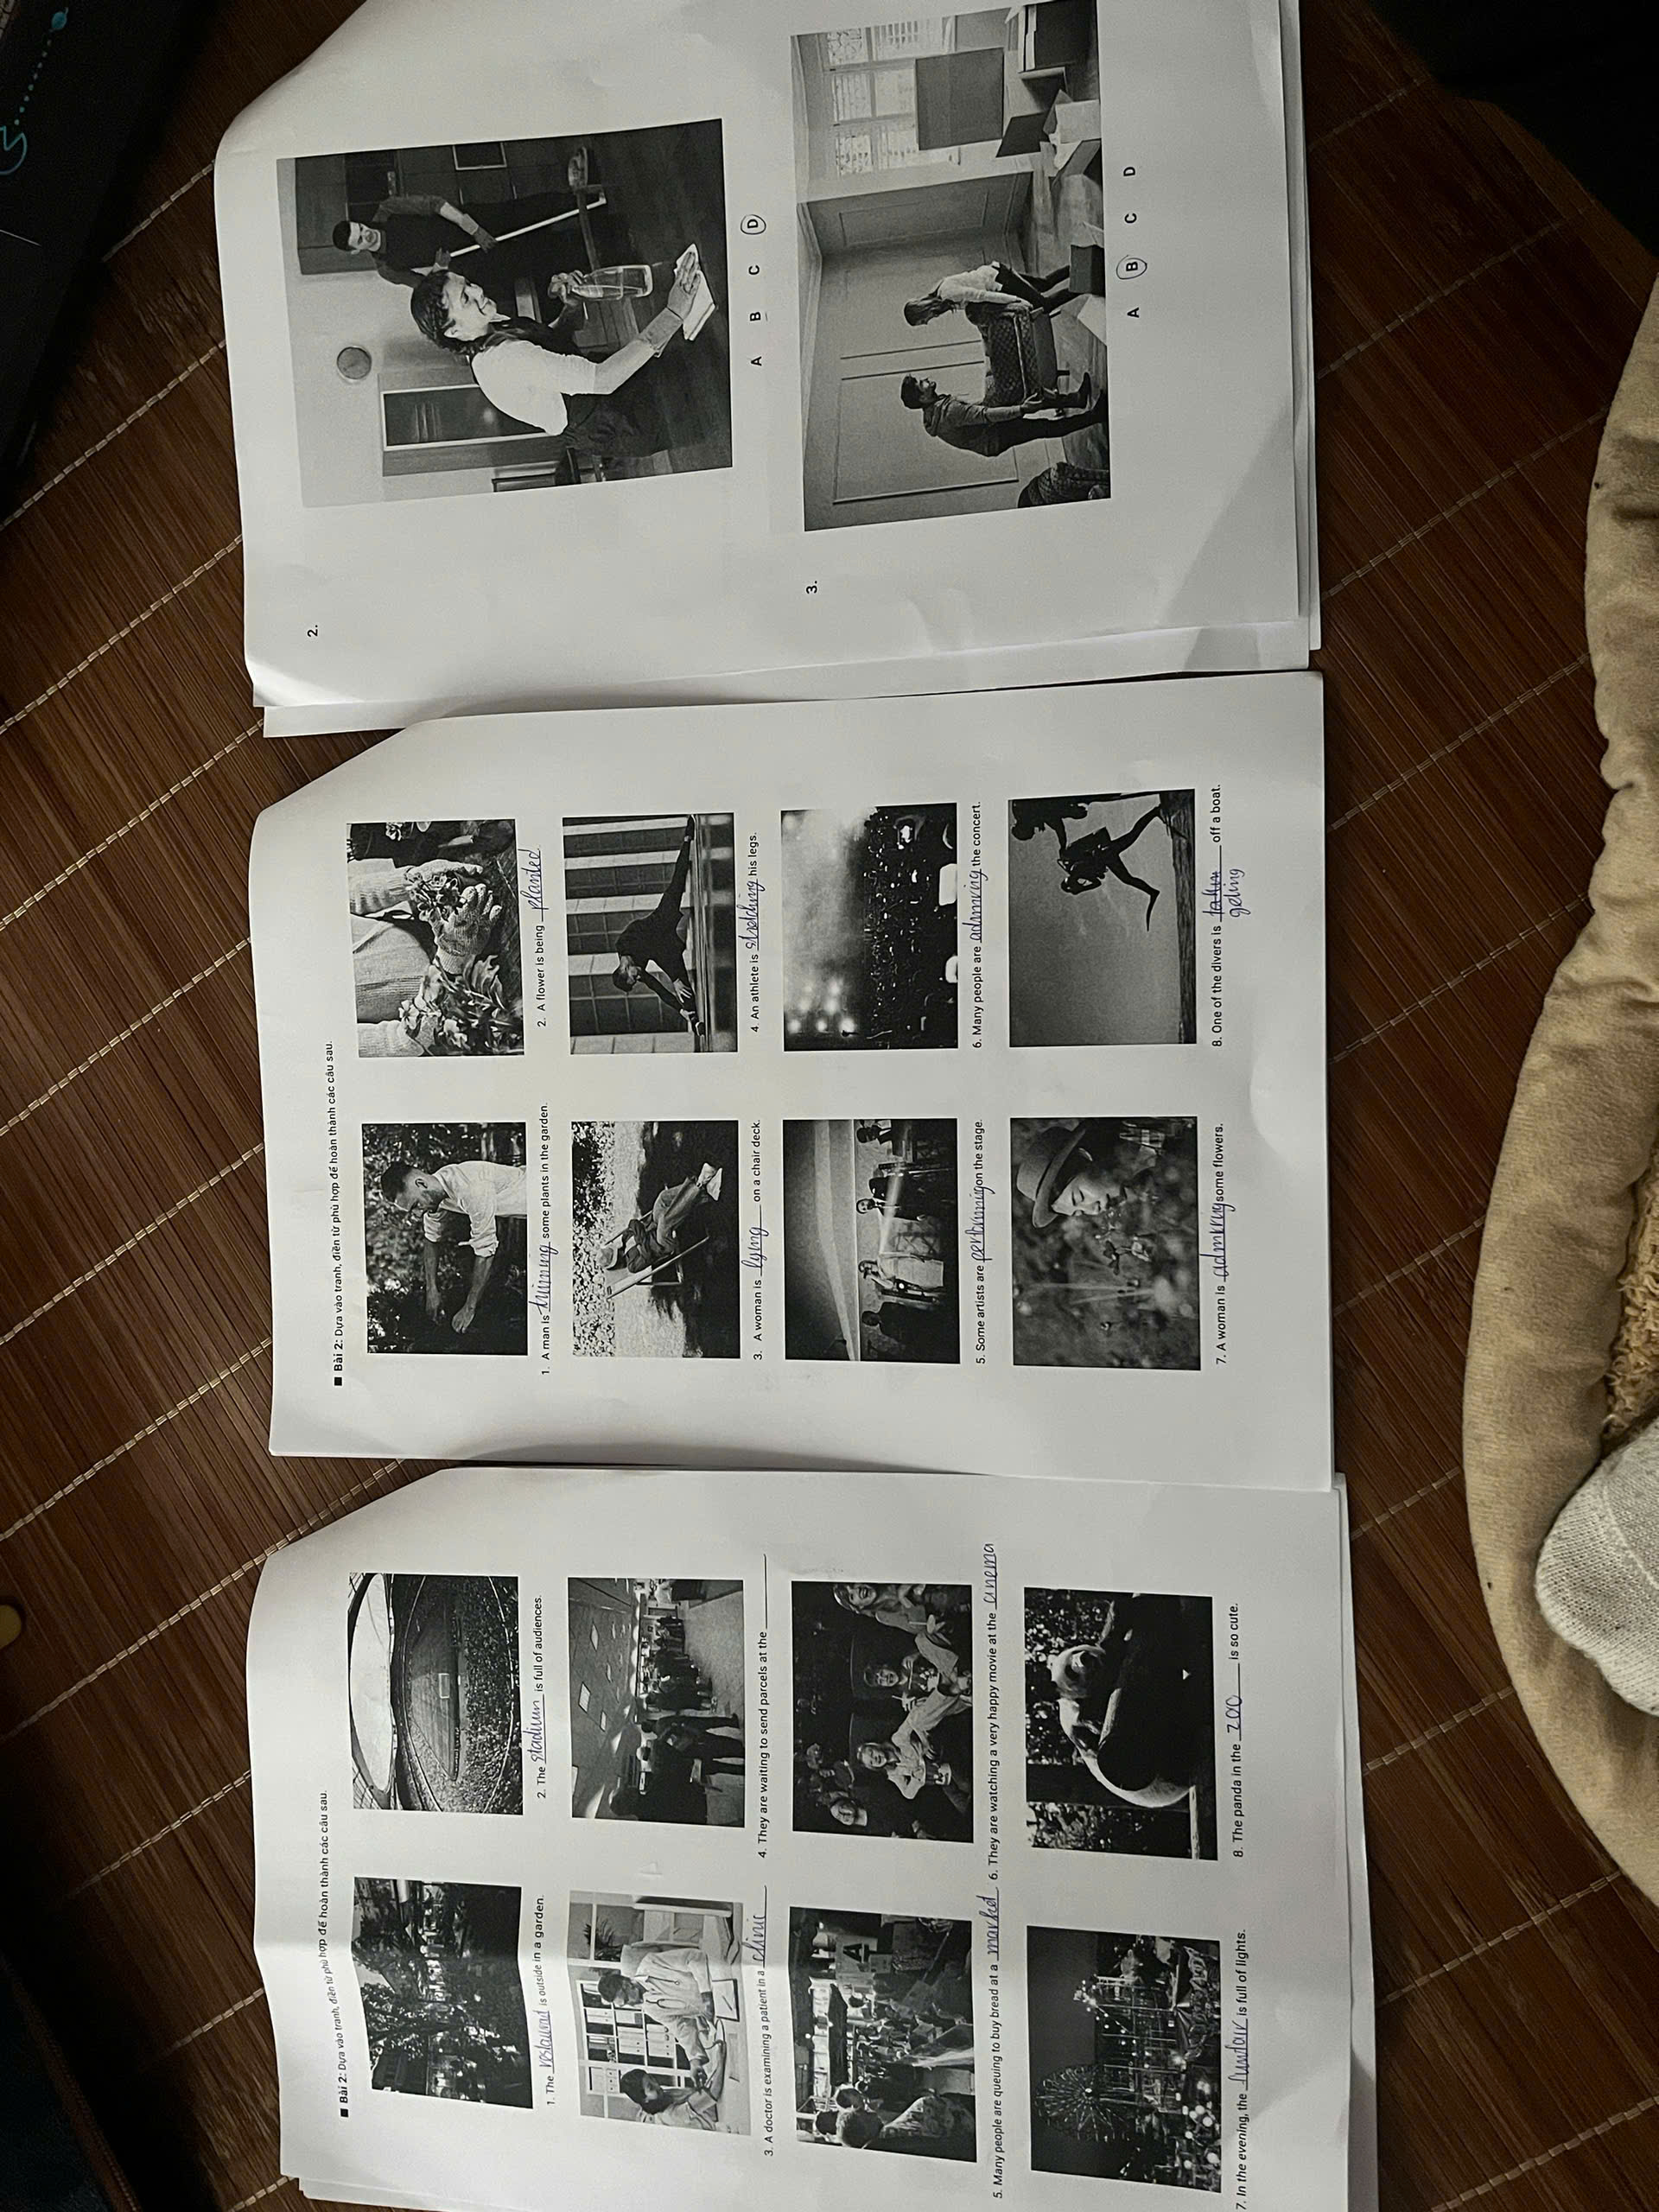 ■ Bài 2: Dựa vào tranh, điền từ phù hợp để hoàn thành các câu sau.
1. The restaurant is outside in a garden.
2. The stadium is full of audiences.
3. A doctor is examining a patient in a clinic
4. They are waiting to send parcels at the
5. Many people are queuing to buy bread at a market
6. They are watching a very happy movie at the cinema
7. In the evening, the funfair is full of lights.
8. The panda in the zoo is so cute.
■ Bài 2: Dựa vào tranh, điền từ phù hợp để hoàn thành các câu sau.
1. A man is triming some plants in the garden.
2. A flower is being planted.
3. A woman is lying on a chair deck.
4. An athlete is stretching his legs.
5. Some artists are performing on the stage.
6. Many people are admiring the concert.
7. A woman is admiring some flowers.
8. One of the divers is off a boat.
geting
2.
A B C D
3.
A B C D